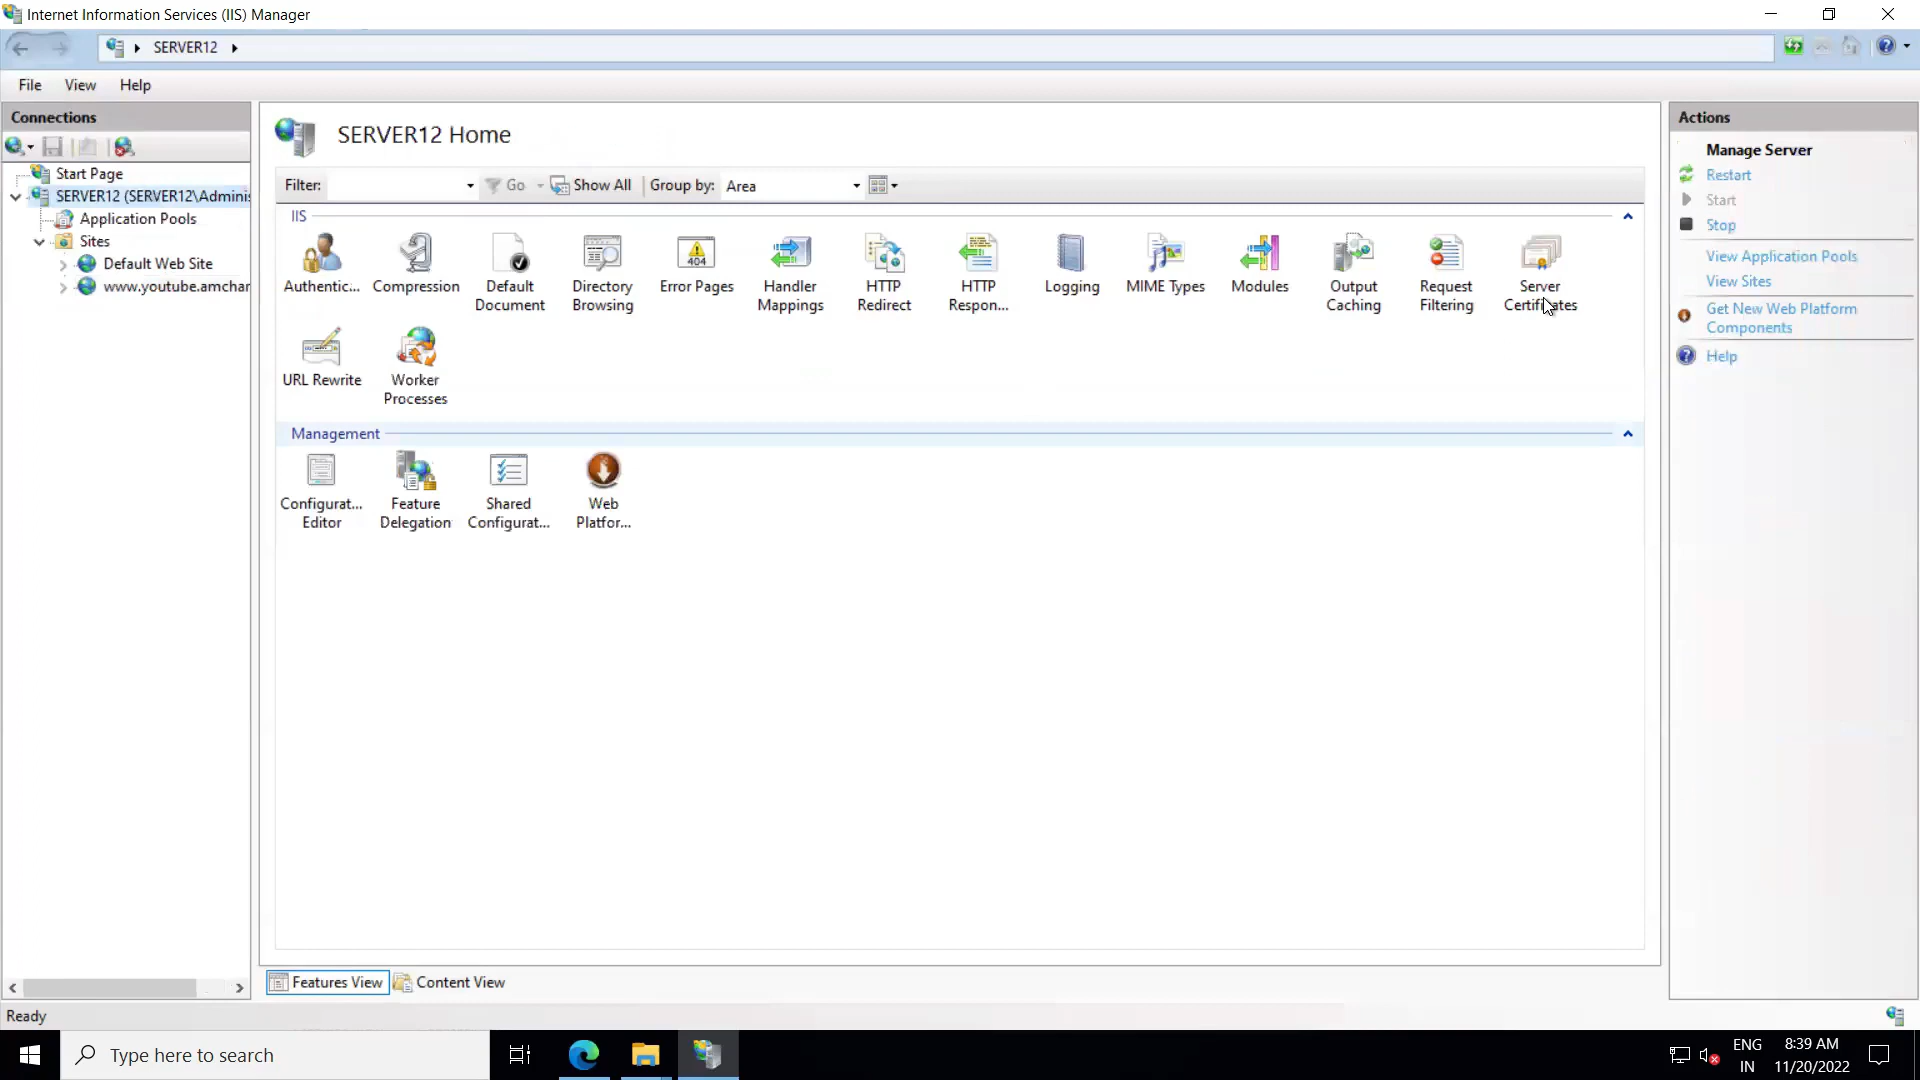 Internet Information Services (IIS) Manager
SERVER12
File View Help
Connections
Start Page
SERVER12 (SERVER12\Adminis
Application Pools
Sites
Default Web Site
www.youtube.amchar
SERVER12 Home
Filter: Go Show All Group by: Area
IIS
Authentic... Compression Default Document Directory Browsing Error Pages Handler Mappings HTTP Redirect HTTP Respon... Logging MIME Types Modules Output Caching Request Filtering Server Certificates
URL Rewrite Worker Processes
Management
Configurat... Editor Feature Delegation Shared Configurat... Web Platfor...
Features View Content View
Actions
Manage Server
Restart
Start
Stop
View Application Pools
View Sites
Get New Web Platform
Components
Help
Ready
Type here to search
ENG
IN
8:39 AM
11/20/2022